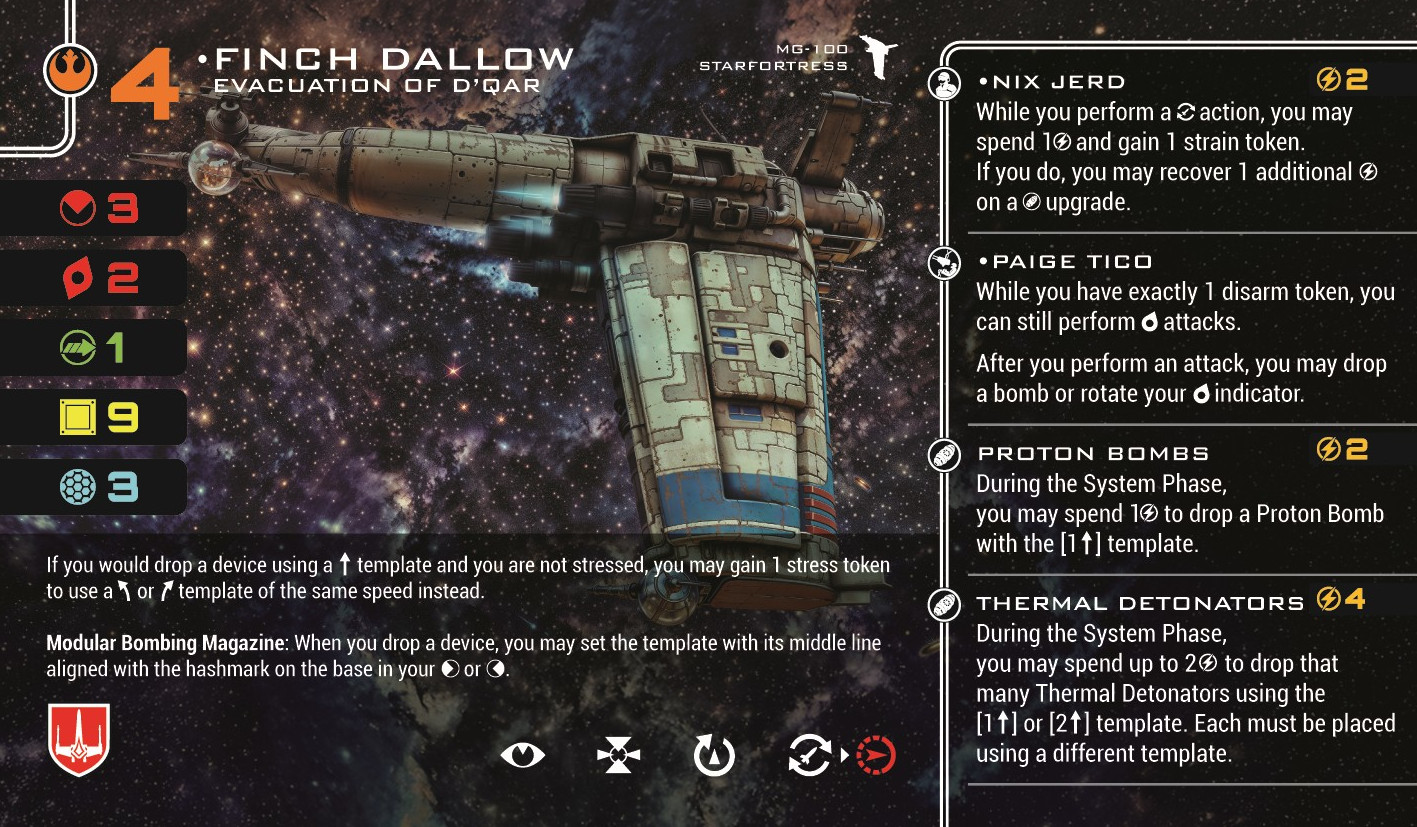 4
•FINCH DALLOW
EVACUATION OF D'QAR
MG-100
STARFORTRESS
3
2
1
9
3
If you would drop a device using a template and you are not stressed, you may gain 1 stress token
to use a or template of the same speed instead.
Modular Bombing Magazine: When you drop a device, you may set the template with its middle line
aligned with the hashmark on the base in your or .
•NIX JERD 2
While you perform a action, you may
spend 1 and gain 1 strain token.
If you do, you may recover 1 additional
on a upgrade.
•PAIGE TICO
While you have exactly 1 disarm token, you
can still perform attacks.
After you perform an attack, you may drop
a bomb or rotate your indicator.
PROTON BOMBS 2
During the System Phase,
you may spend 1 to drop a Proton Bomb
with the [1] template.
THERMAL DETONATORS 4
During the System Phase,
you may spend up to 2 to drop that
many Thermal Detonators using the
[1] or [2] template. Each must be placed
using a different template.